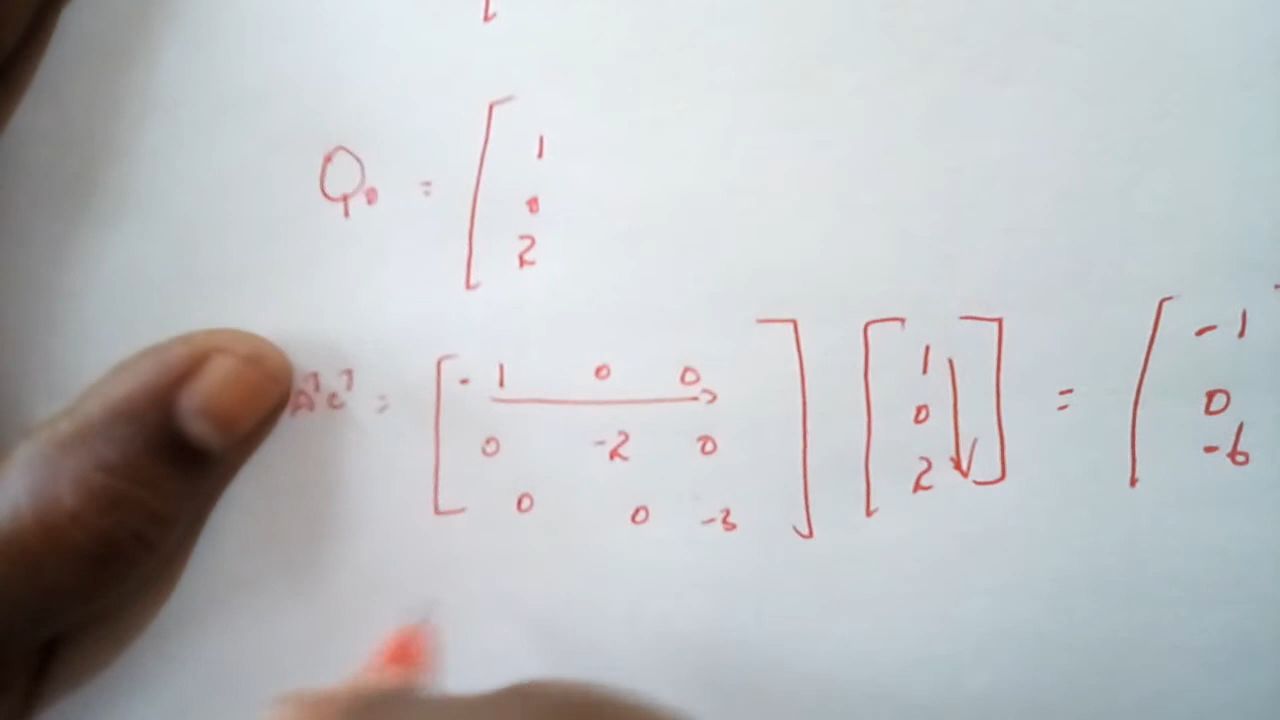 Q₀ = [ 1
0
2
AᵀCᵀ = [ -1 0 0 ] [ 1 ] = [ -1
0 -2 0 0 0
0 0 -3 2 -6